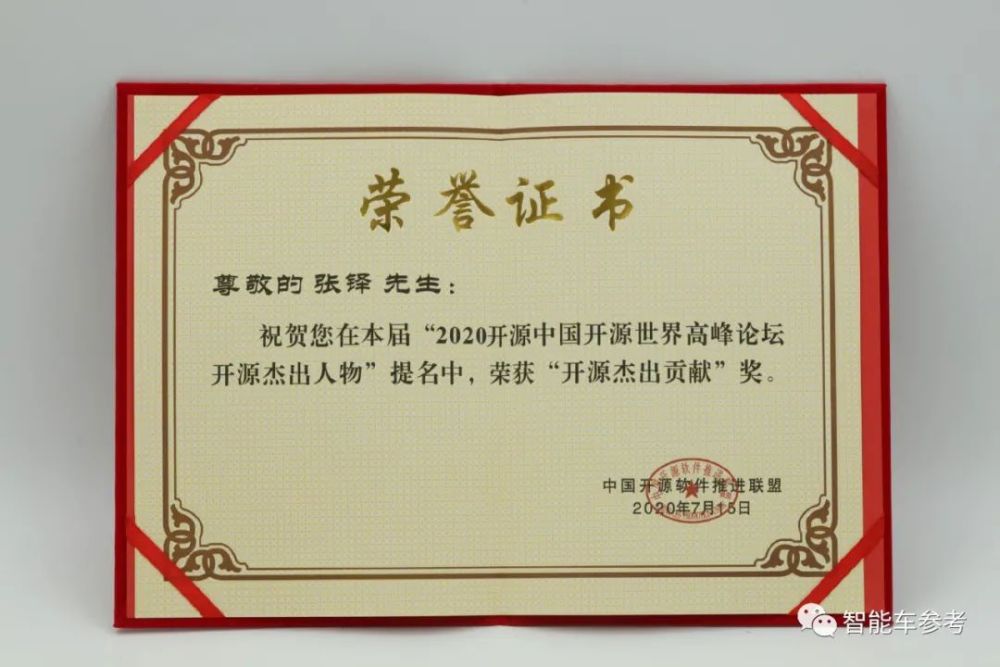 荣誉证书
尊敬的 张铎 先生：
祝贺您在本届“2020开源中国开源世界高峰论坛
开源杰出人物”提名中，荣获“开源杰出贡献”奖。
中国开源软件推进联盟
2020年7月15日
智能车参考